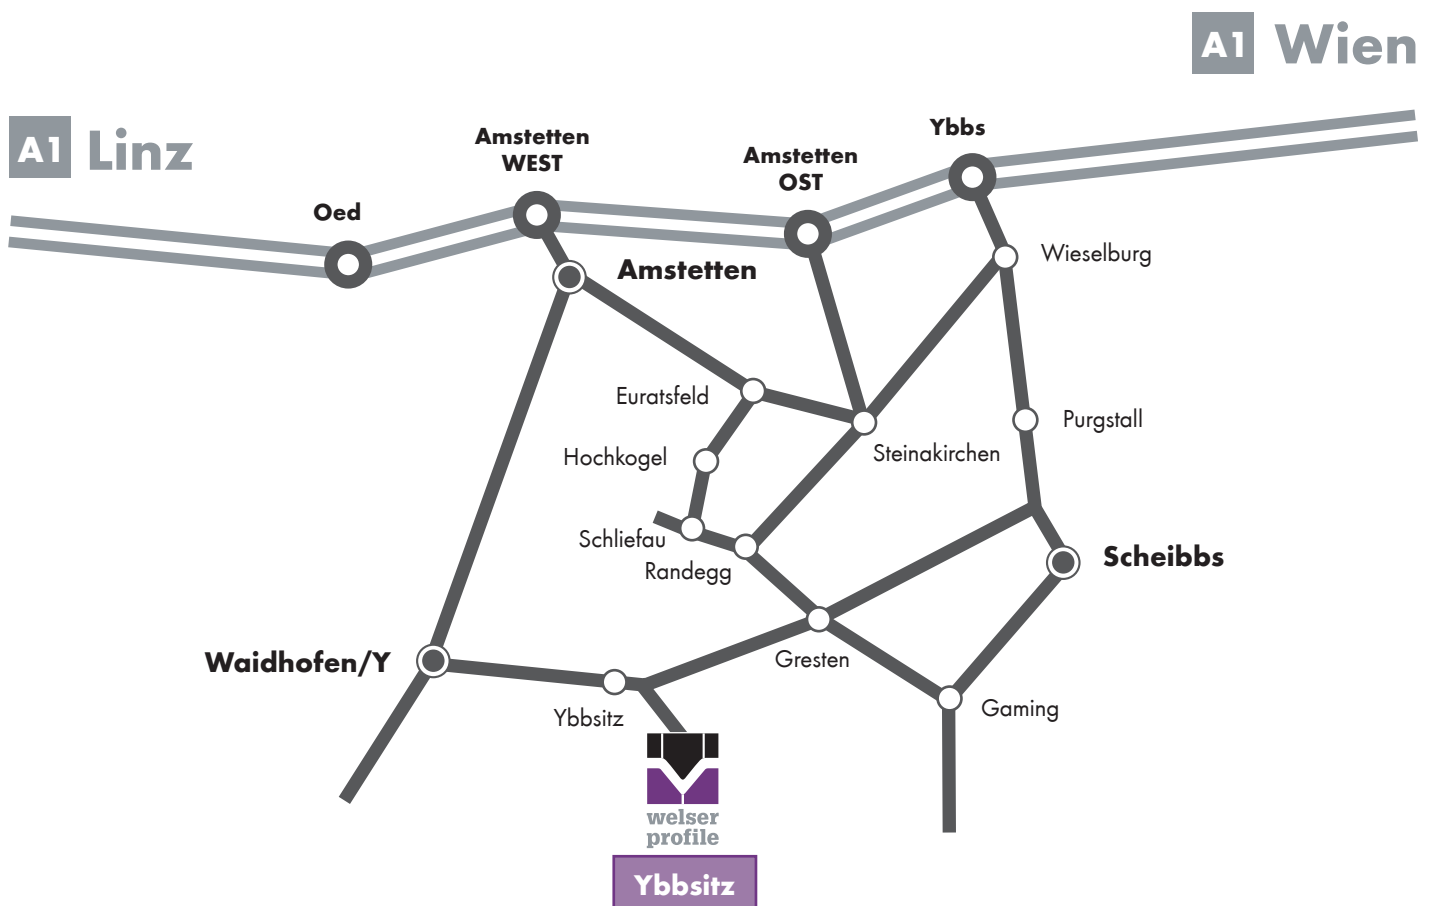 A1 Wien
A1 Linz
Ybbs
Amstetten
WEST
Amstetten
OST
Oed
Wieselburg
Amstetten
Euratsfeld
Purgstall
Hochkogel
Steinakirchen
Schliefau
Randegg
Scheibbs
Waidhofen/Y
Gresten
Ybbsitz
Gaming
welser
profile
Ybbsitz